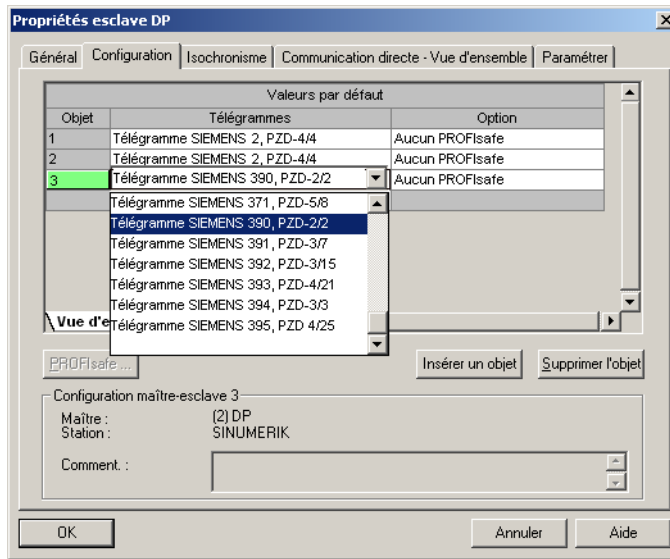 Propriétés esclave DP
Général Configuration Isochronisme Communication directe - Vue d'ensemble Paramétrer
Valeurs par défaut
Objet Télégrammes Option
1 Télégramme SIEMENS 2, PZD-4/4 Aucun PROFIsafe
2 Télégramme SIEMENS 2, PZD-4/4 Aucun PROFIsafe
3 Télégramme SIEMENS 390, PZD-2/2 Aucun PROFIsafe
Télégramme SIEMENS 371, PZD-5/8
Télégramme SIEMENS 390, PZD-2/2
Télégramme SIEMENS 391, PZD-3/7
Télégramme SIEMENS 392, PZD-3/15
Télégramme SIEMENS 393, PZD-4/21
Télégramme SIEMENS 394, PZD-3/3
Vue d'e Télégramme SIEMENS 395, PZD 4/25
PROFIsafe ... Insérer un objet Supprimer l'objet
Configuration maître-esclave 3
Maître : (2) DP
Station : SINUMERIK
Comment. :
OK Annuler Aide